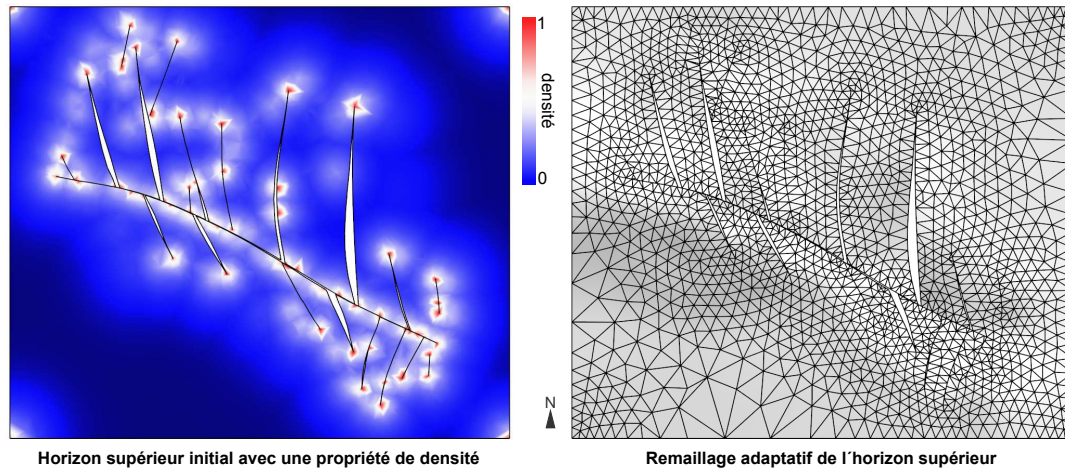 1
densité
0
N
Horizon supérieur initial avec une propriété de densité
Remaillage adaptatif de l´horizon supérieur